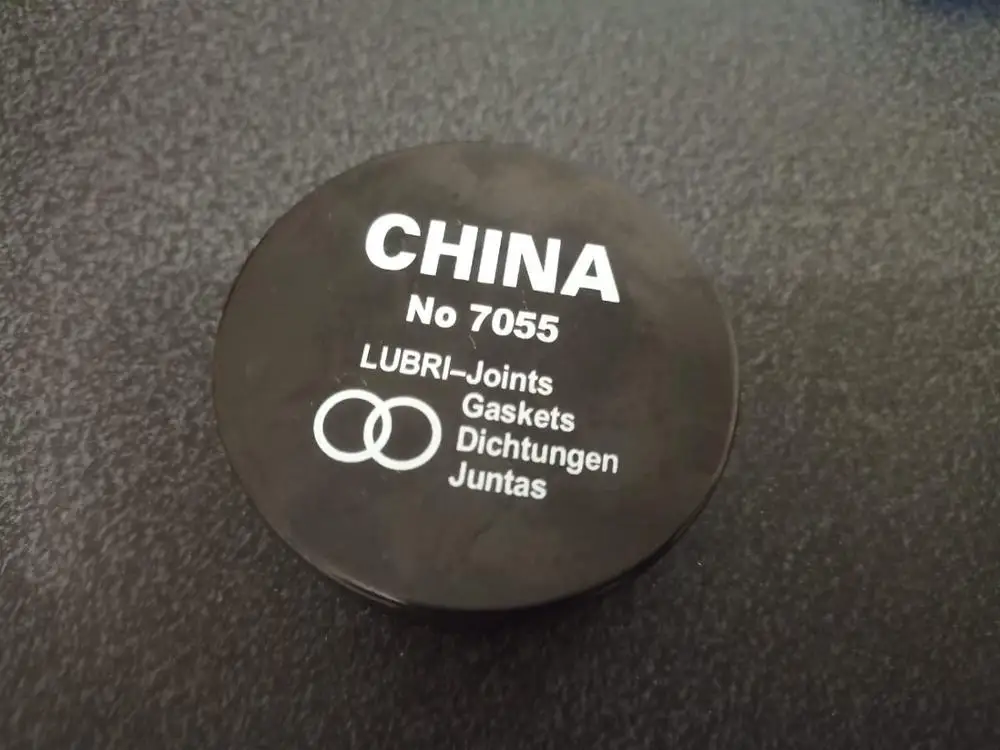 CHINA
No 7055
LUBRI–Joints
Gaskets
Dichtungen
Juntas